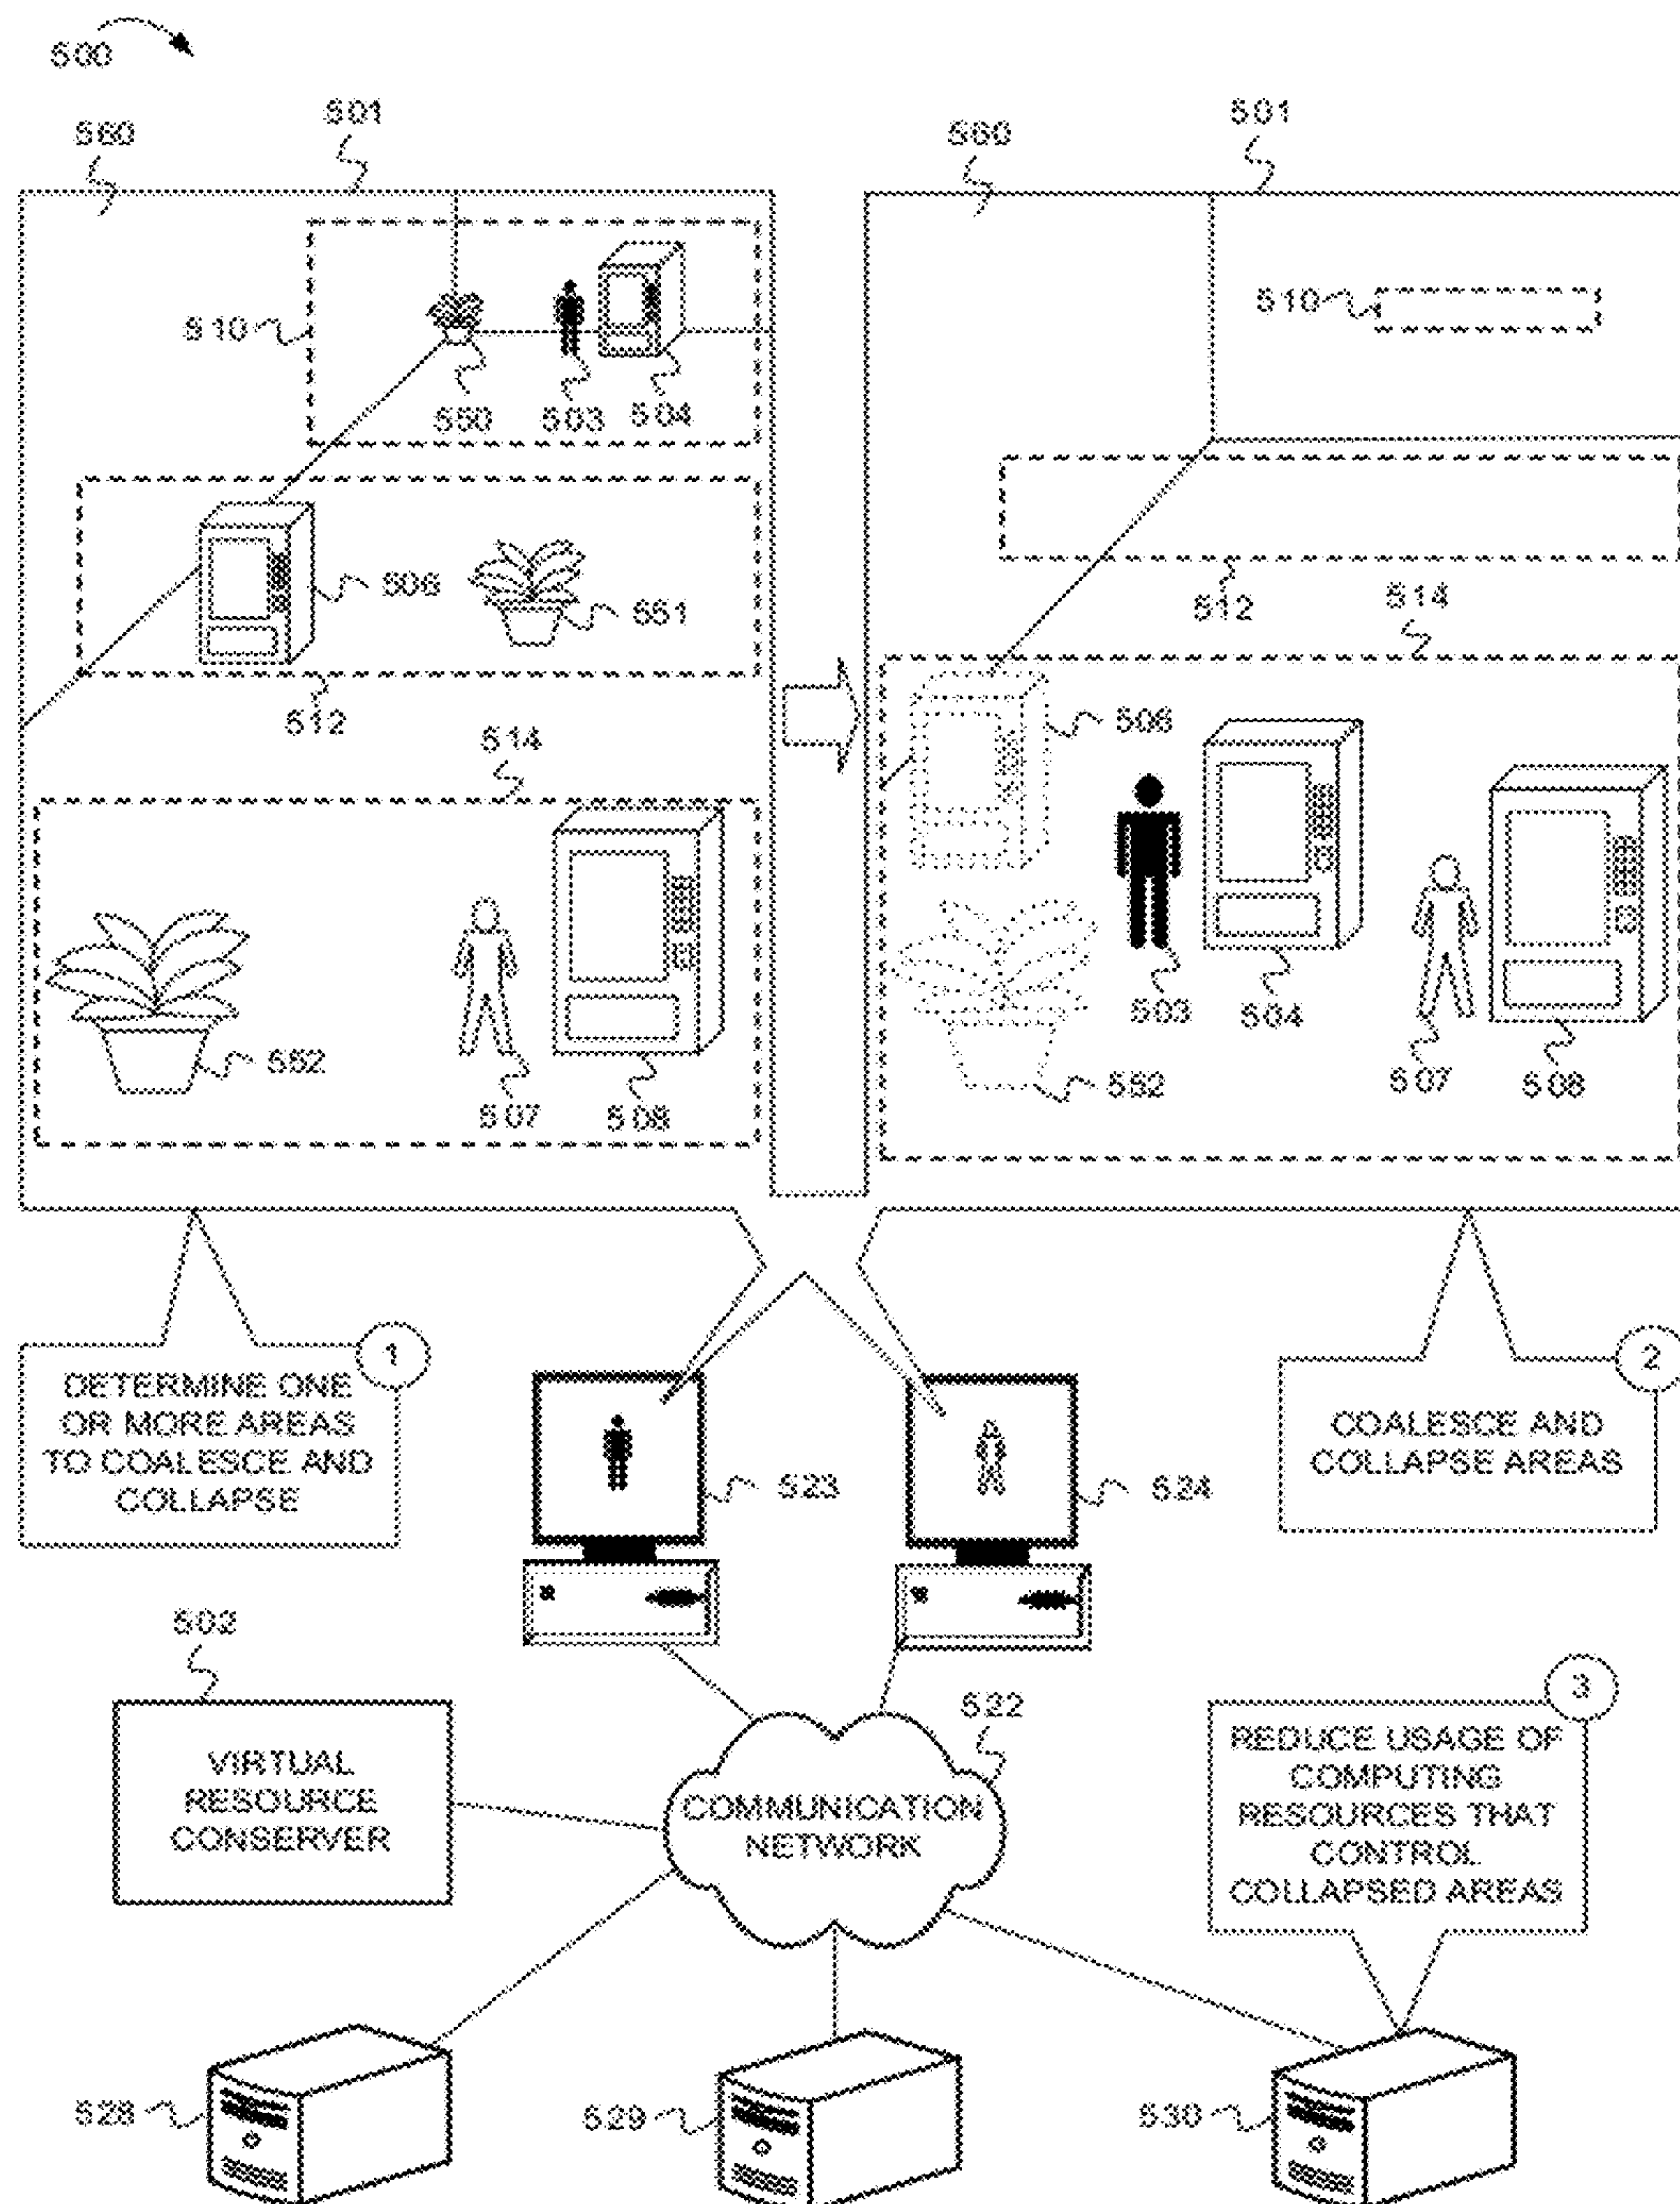 500
560
501
560
501
510
510
550
503
504
506
551
512
512
514
514
506
503
504
552
552
507
508
507
508
1
DETERMINE ONE
OR MORE AREAS
TO COALESCE AND
COLLAPSE
2
COALESCE AND
COLLAPSE AREAS
523
524
502
VIRTUAL
RESOURCE
CONSERVER
522
COMMUNICATION
NETWORK
3
REDUCE USAGE OF
COMPUTING
RESOURCES THAT
CONTROL
COLLAPSED AREAS
528
529
530